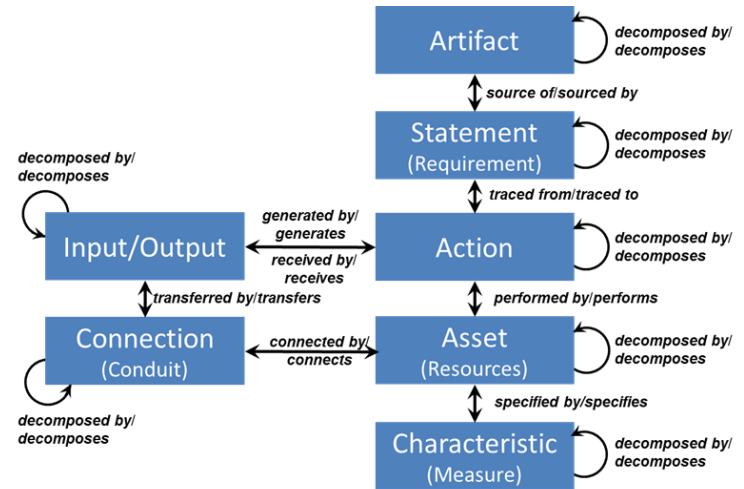 Artifact
decomposed by/
decomposes
source of/sourced by
Statement
(Requirement)
decomposed by/
decomposes
traced from/traced to
decomposed by/
decomposes
Input/Output
generated by/
generates
received by/
receives
Action
decomposed by/
decomposes
transferred by/transfers
performed by/performs
Connection
(Conduit)
connected by/
connects
Asset
(Resources)
decomposed by/
decomposes
decomposed by/
decomposes
specified by/specifies
Characteristic
(Measure)
decomposed by/
decomposes